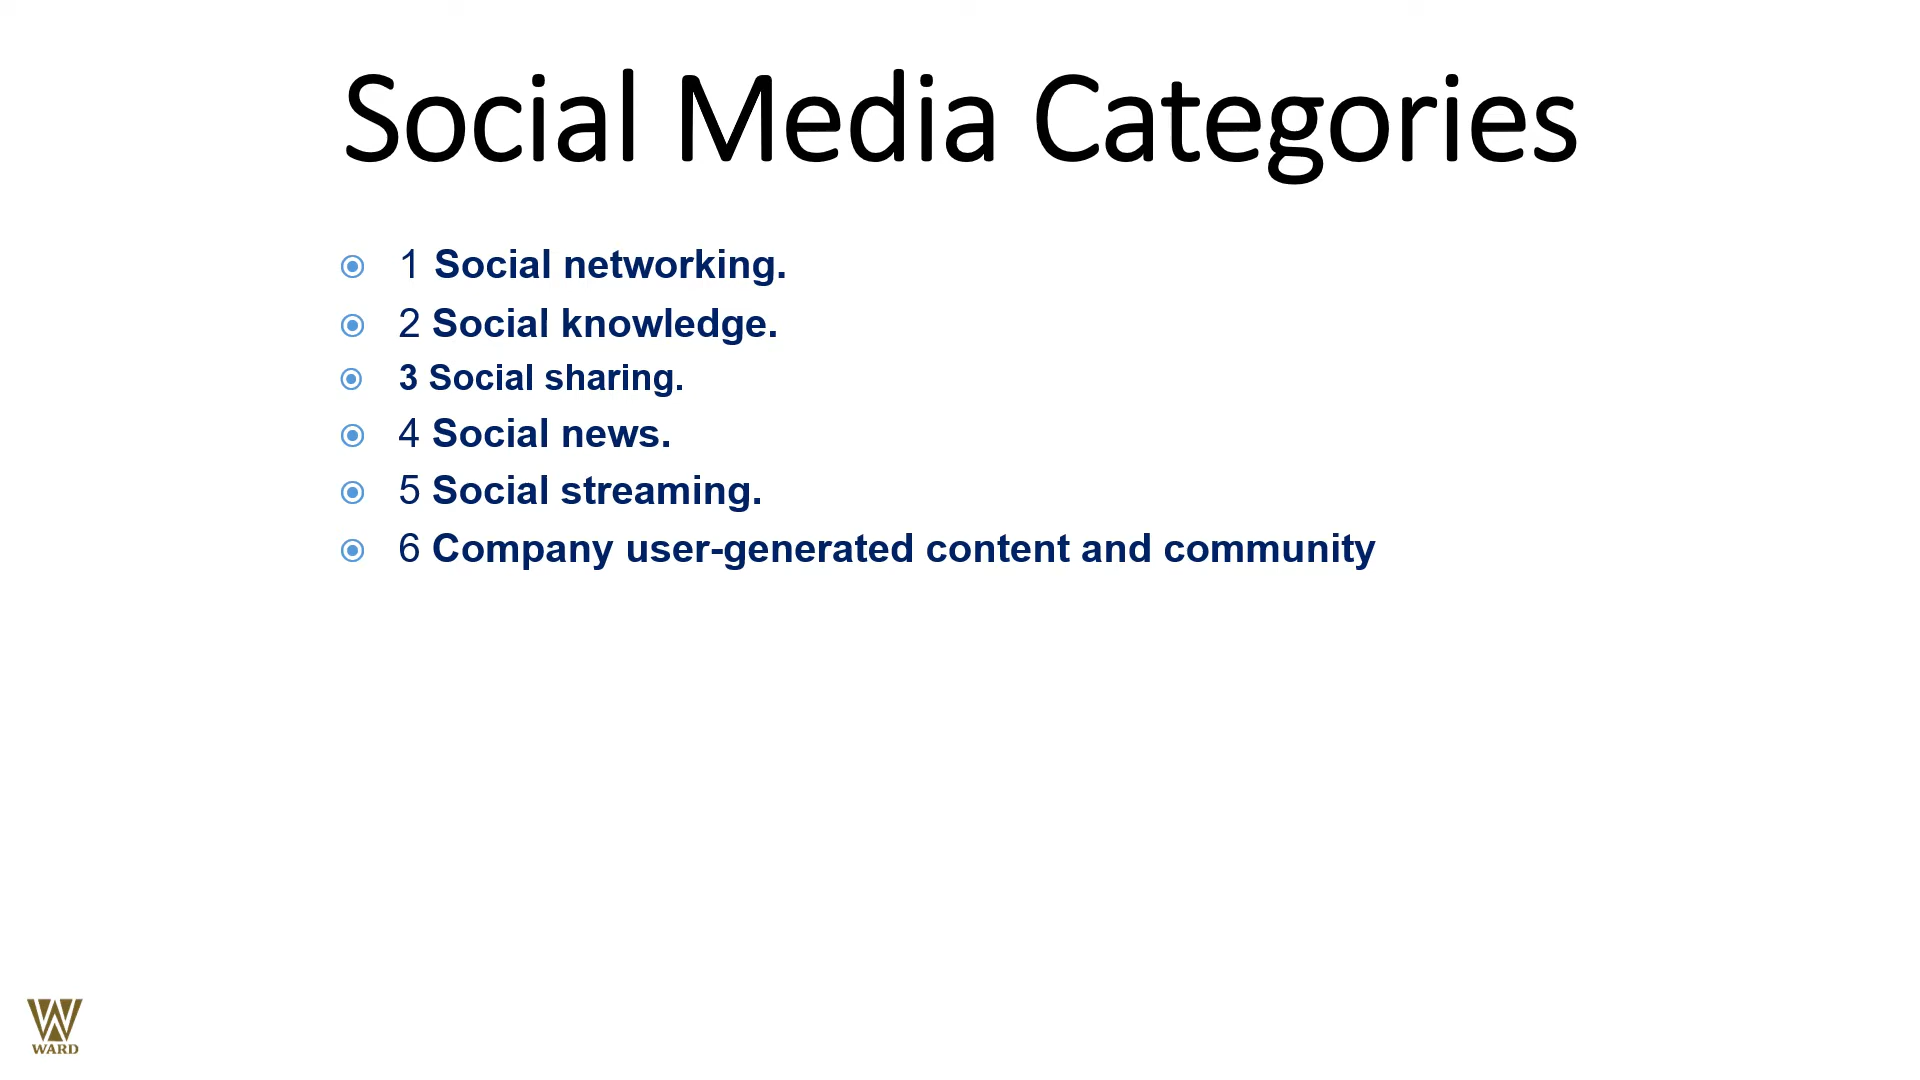 Social Media Categories
1 Social networking.
2 Social knowledge.
3 Social sharing.
4 Social news.
5 Social streaming.
6 Company user-generated content and community
WARD